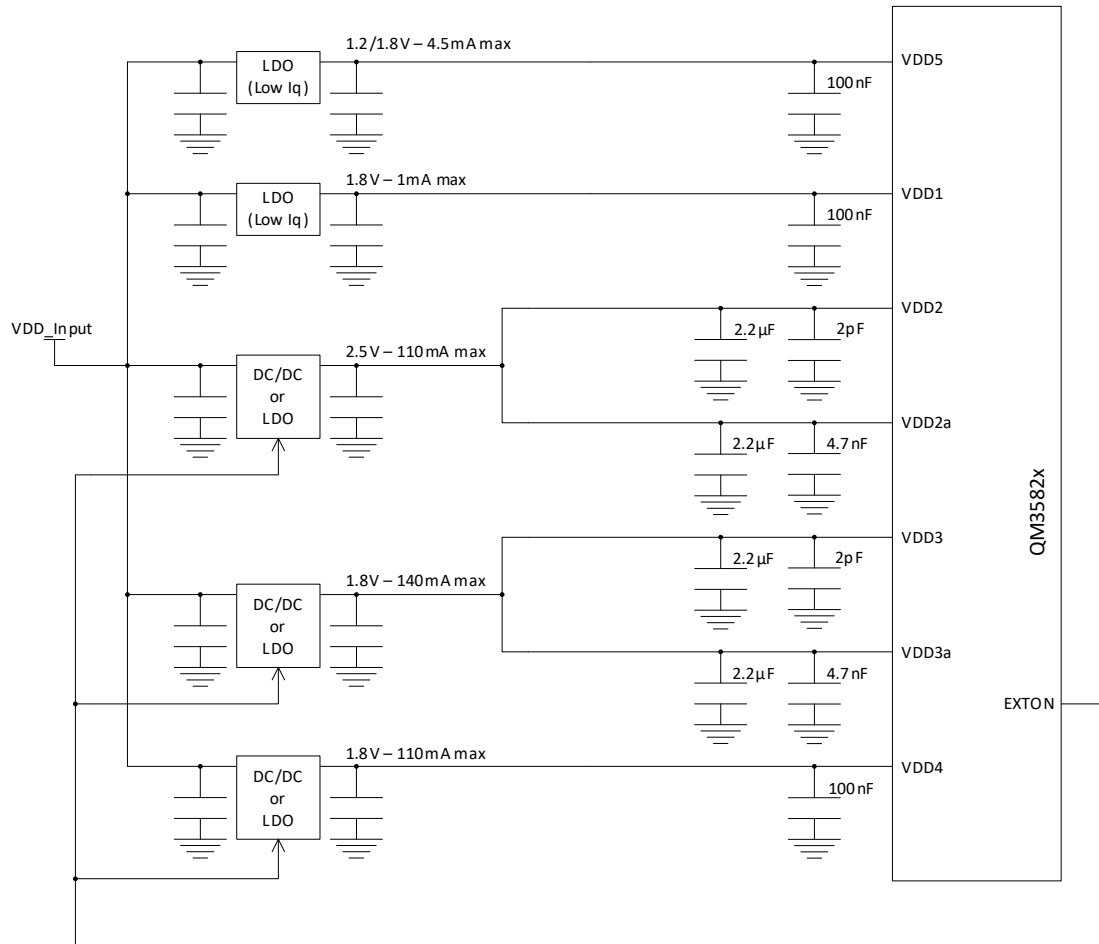 1.2/1.8V – 4.5mA max
LDO
(Low Iq)
100nF
VDD5
1.8V – 1mA max
LDO
(Low Iq)
100nF
VDD1
VDD_Input
2.5V – 110mA max
DC/DC
or
LDO
2.2µF
2pF
VDD2
2.2µF
4.7nF
VDD2a
QM3582x
1.8V – 140mA max
DC/DC
or
LDO
2.2µF
2pF
VDD3
2.2µF
4.7nF
VDD3a
EXTON
1.8V – 110mA max
DC/DC
or
LDO
100nF
VDD4